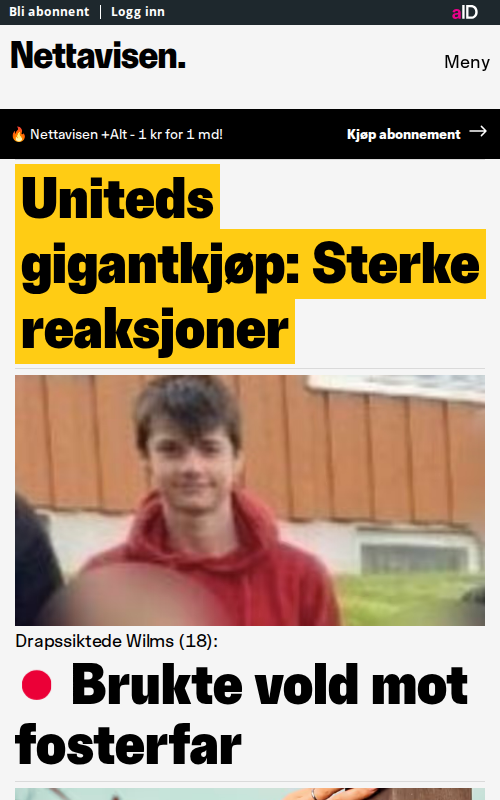 Bli abonnent
Logg inn
aID
Nettavisen.
Meny
🔥 Nettavisen +Alt - 1 kr for 1 md!
Kjøp abonnement →
Uniteds
gigantkjøp: Sterke
reaksjoner
Drapssiktede Wilms (18):
Brukte vold mot
fosterfar